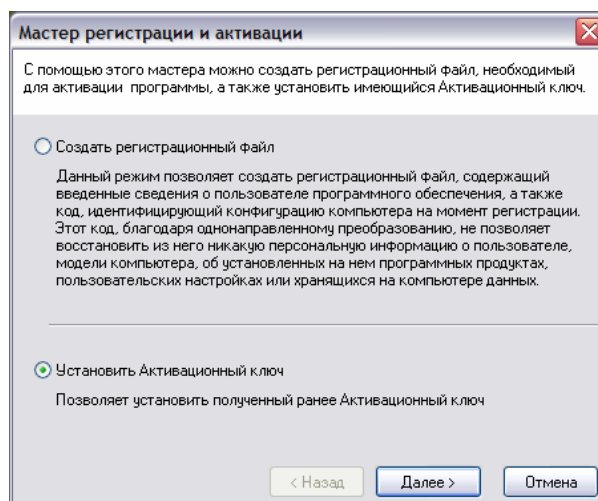 Мастер регистрации и активации
С помощью этого мастера можно создать регистрационный файл, необходимый
для активации программы, а также установить имеющийся Активационный ключ.
Создать регистрационный файл
Данный режим позволяет создать регистрационный файл, содержащий
введенные сведения о пользователе программного обеспечения, а также
код, идентифицирующий конфигурацию компьютера на момент регистрации.
Этот код, благодаря однонаправленному преобразованию, не позволяет
восстановить из него никакую персональную информацию о пользователе,
модели компьютера, об установленных на нем программных продуктах,
пользовательских настройках или хранящихся на компьютере данных.
Установить Активационный ключ
Позволяет установить полученный ранее Активационный ключ
< Назад Далее > Отмена